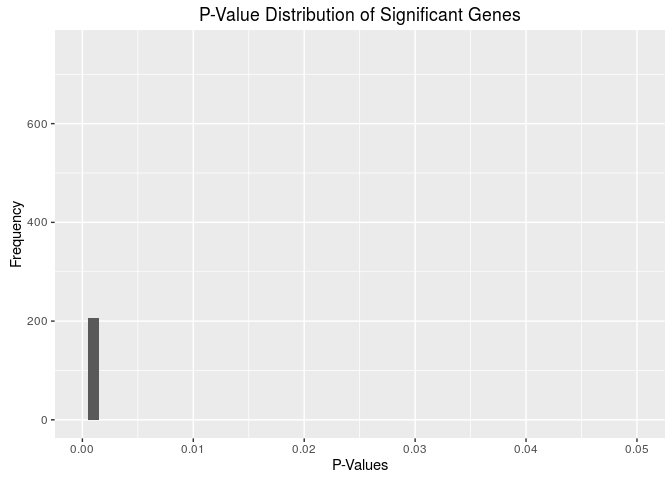 P-Value Distribution of Significant Genes
Frequency
600
400
200
0
0.00 0.01 0.02 0.03 0.04 0.05
P-Values